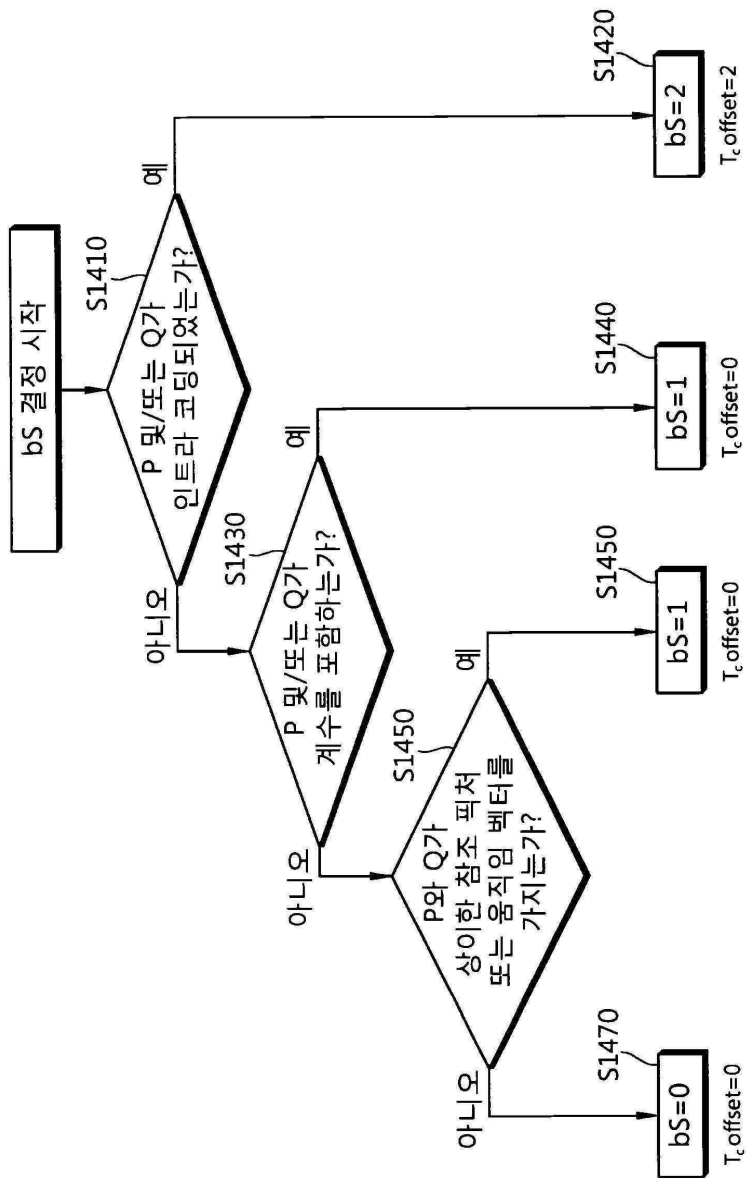 bS 결정 시작
S1410
P 및/또는 Q가
인트라 코딩되었는가?
예
아니오
S1420
bS=2
Tc offset=2
S1430
P 및/또는 Q가
계수를 포함하는가?
예
아니오
S1440
bS=1
Tc offset=0
S1450
P와 Q가
상이한 참조 픽처
또는 움직임 벡터를
가지는가?
예
아니오
S1450
bS=1
Tc offset=0
S1470
bS=0
Tc offset=0